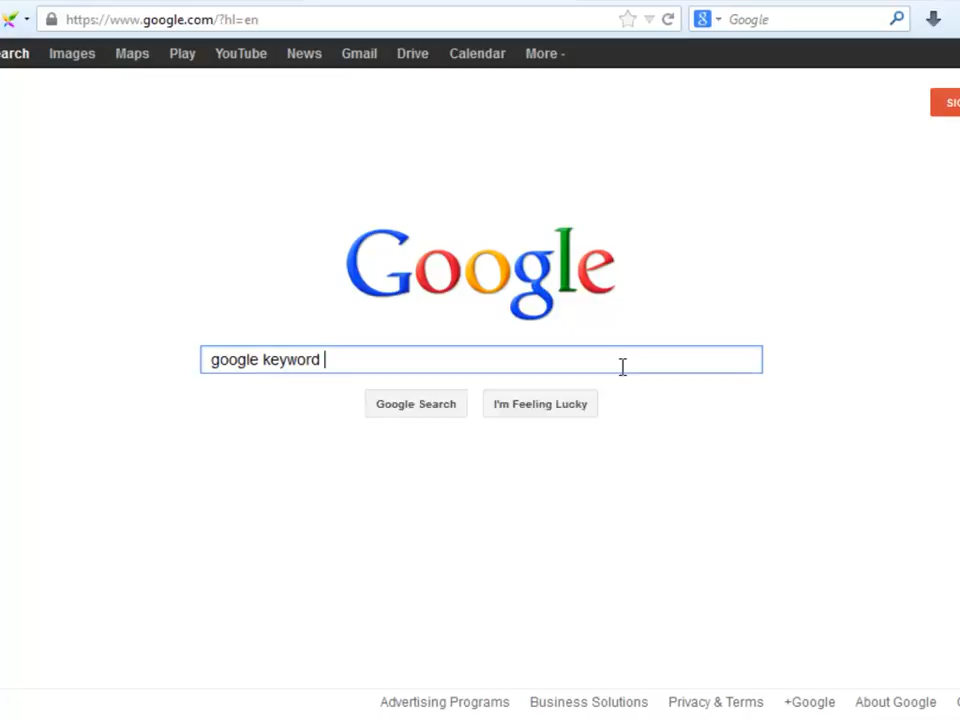 https://www.google.com/?hl=en
Google
arch Images Maps Play YouTube News Gmail Drive Calendar More
SIG
Google
google keyword
Google Search I'm Feeling Lucky
Advertising Programs Business Solutions Privacy & Terms +Google About Google